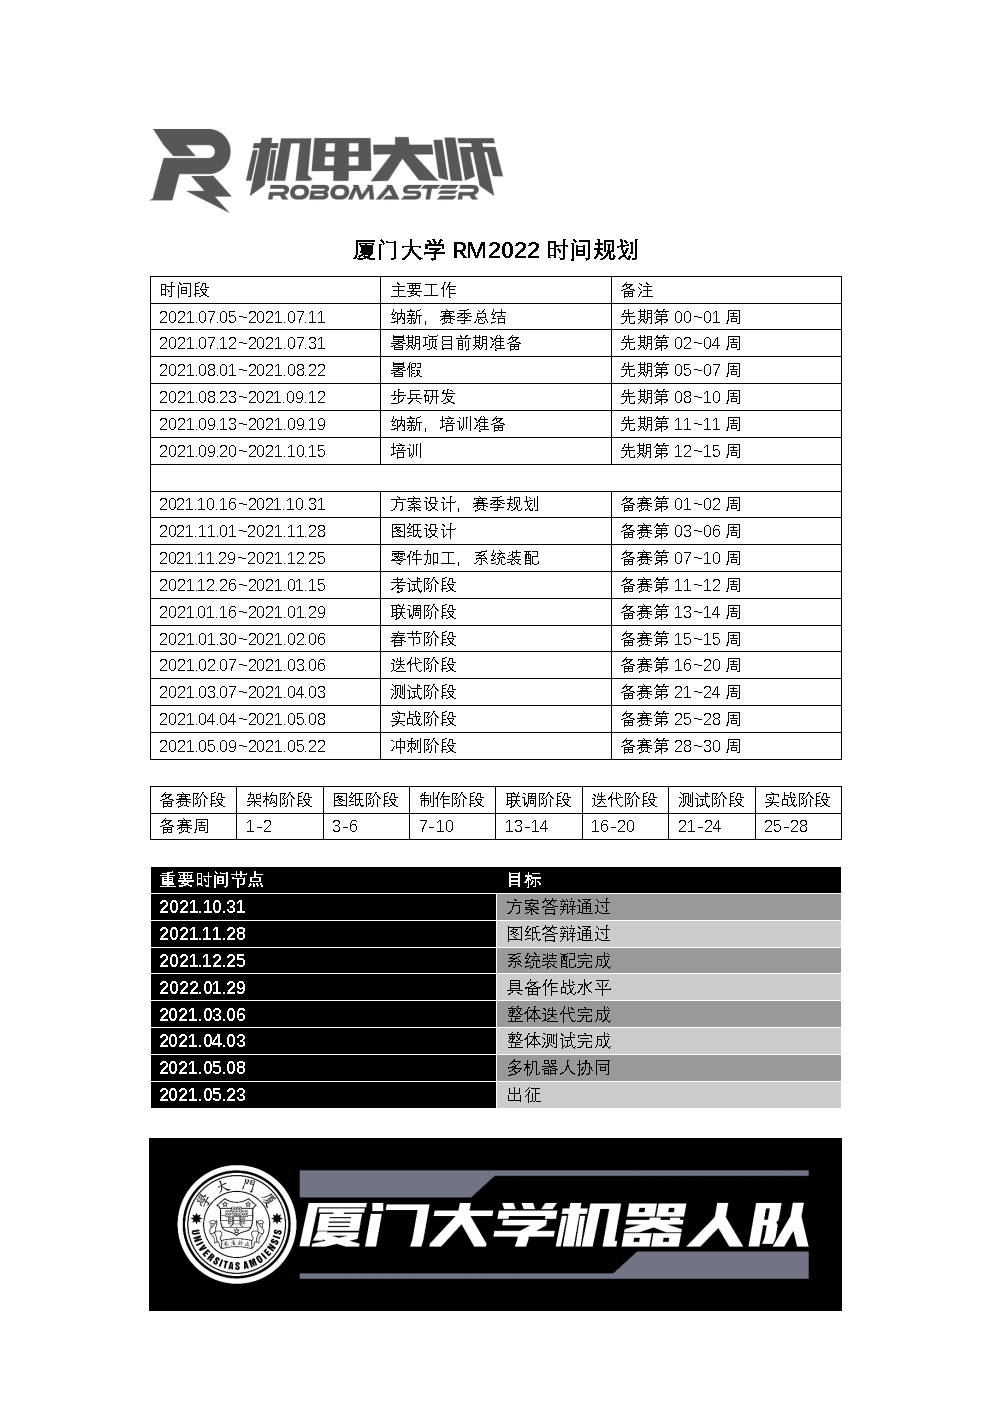 机甲大师
ROBOMASTER
厦门大学 RM2022 时间规划
时间段 主要工作 备注
2021.07.05~2021.07.11 纳新，赛季总结 先期第 00~01 周
2021.07.12~2021.07.31 暑期项目前期准备 先期第 02~04 周
2021.08.01~2021.08.22 暑假 先期第 05~07 周
2021.08.23~2021.09.12 步兵研发 先期第 08~10 周
2021.09.13~2021.09.19 纳新，培训准备 先期第 11~11 周
2021.09.20~2021.10.15 培训 先期第 12~15 周
2021.10.16~2021.10.31 方案设计，赛季规划 备赛第 01~02 周
2021.11.01~2021.11.28 图纸设计 备赛第 03~06 周
2021.11.29~2021.12.25 零件加工，系统装配 备赛第 07~10 周
2021.12.26~2021.01.15 考试阶段 备赛第 11~12 周
2021.01.16~2021.01.29 联调阶段 备赛第 13~14 周
2021.01.30~2021.02.06 春节阶段 备赛第 15~15 周
2021.02.07~2021.03.06 迭代阶段 备赛第 16~20 周
2021.03.07~2021.04.03 测试阶段 备赛第 21~24 周
2021.04.04~2021.05.08 实战阶段 备赛第 25~28 周
2021.05.09~2021.05.22 冲刺阶段 备赛第 28~30 周
备赛阶段 架构阶段 图纸阶段 制作阶段 联调阶段 迭代阶段 测试阶段 实战阶段
备赛周 1-2 3-6 7-10 13-14 16-20 21-24 25-28
重要时间节点 目标
2021.10.31 方案答辩通过
2021.11.28 图纸答辩通过
2021.12.25 系统装配完成
2022.01.29 具备作战水平
2021.03.06 整体迭代完成
2021.04.03 整体测试完成
2021.05.08 多机器人协同
2021.05.23 出征
學大門廈
UNIVERSITAS AMOIENSIS
厦门大学机器人队